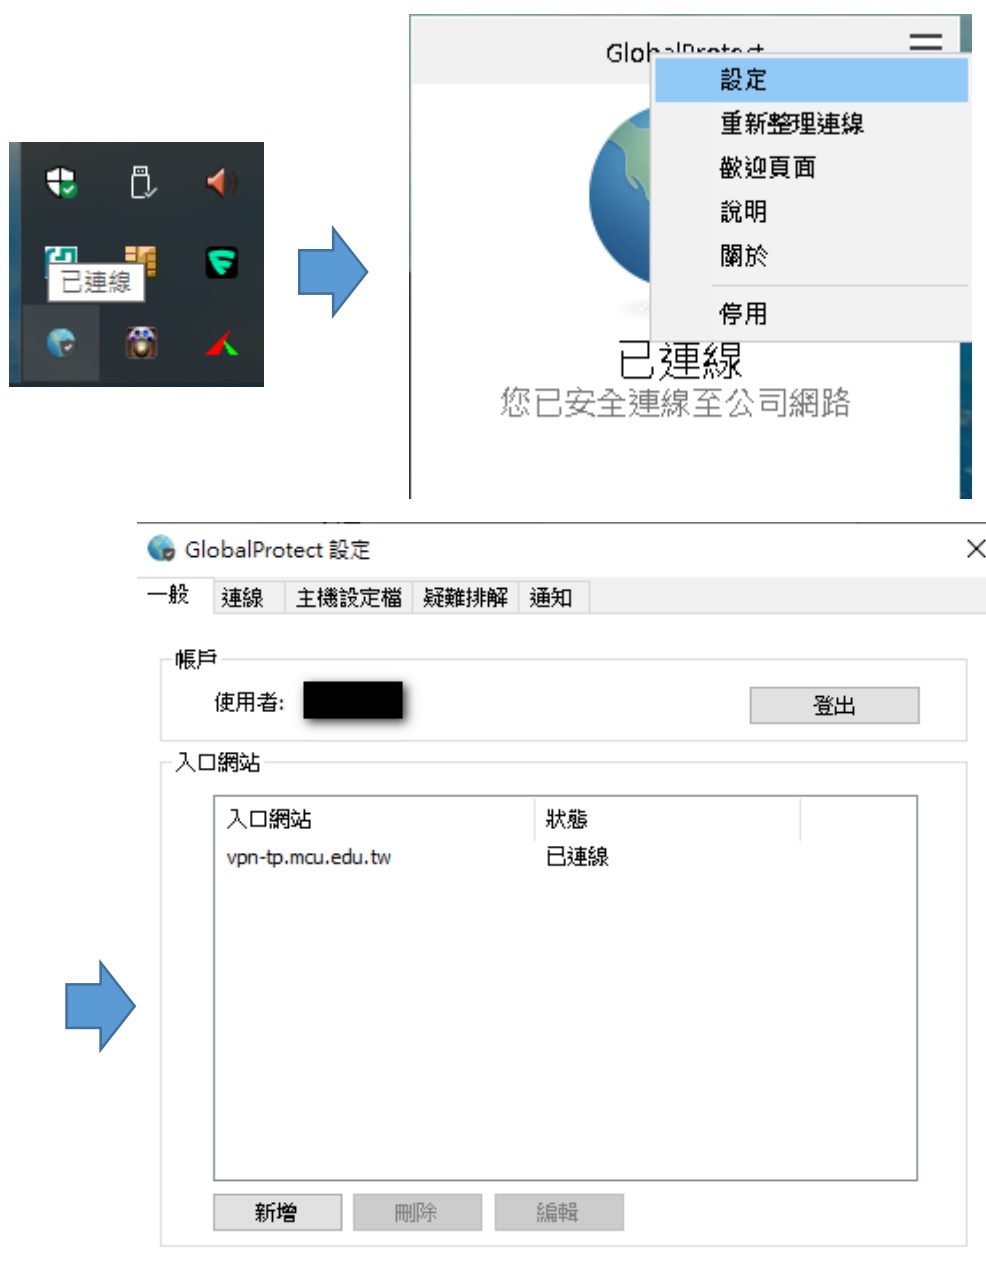 已連線
設定
重新整理連線
歡迎頁面
說明
關於
停用
已連線
您已安全連線至公司網路
GlobalProtect 設定
一般
連線
主機設定檔
疑難排解
通知
帳戶
使用者:
登出
入口網站
入口網站
狀態
vpn-tp.mcu.edu.tw
已連線
新增
刪除
編輯